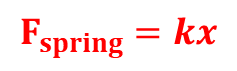 F_spring = kx